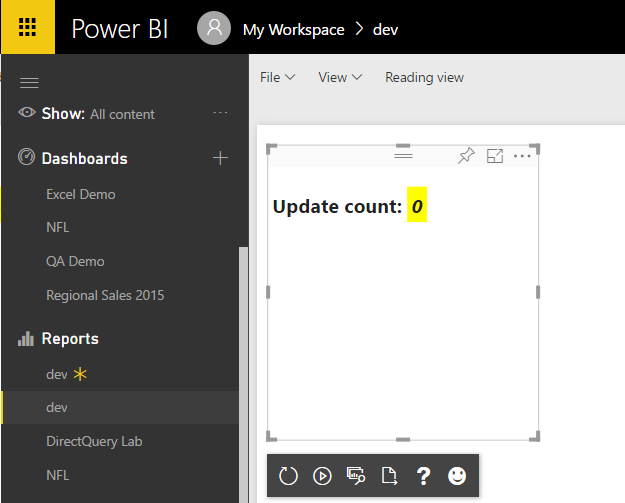 Power BI My Workspace > dev
File View Reading view
Show: All content ...
Dashboards +
Excel Demo
NFL
QA Demo
Regional Sales 2015
Reports
dev
dev
DirectQuery Lab
NFL
Update count: 0
?